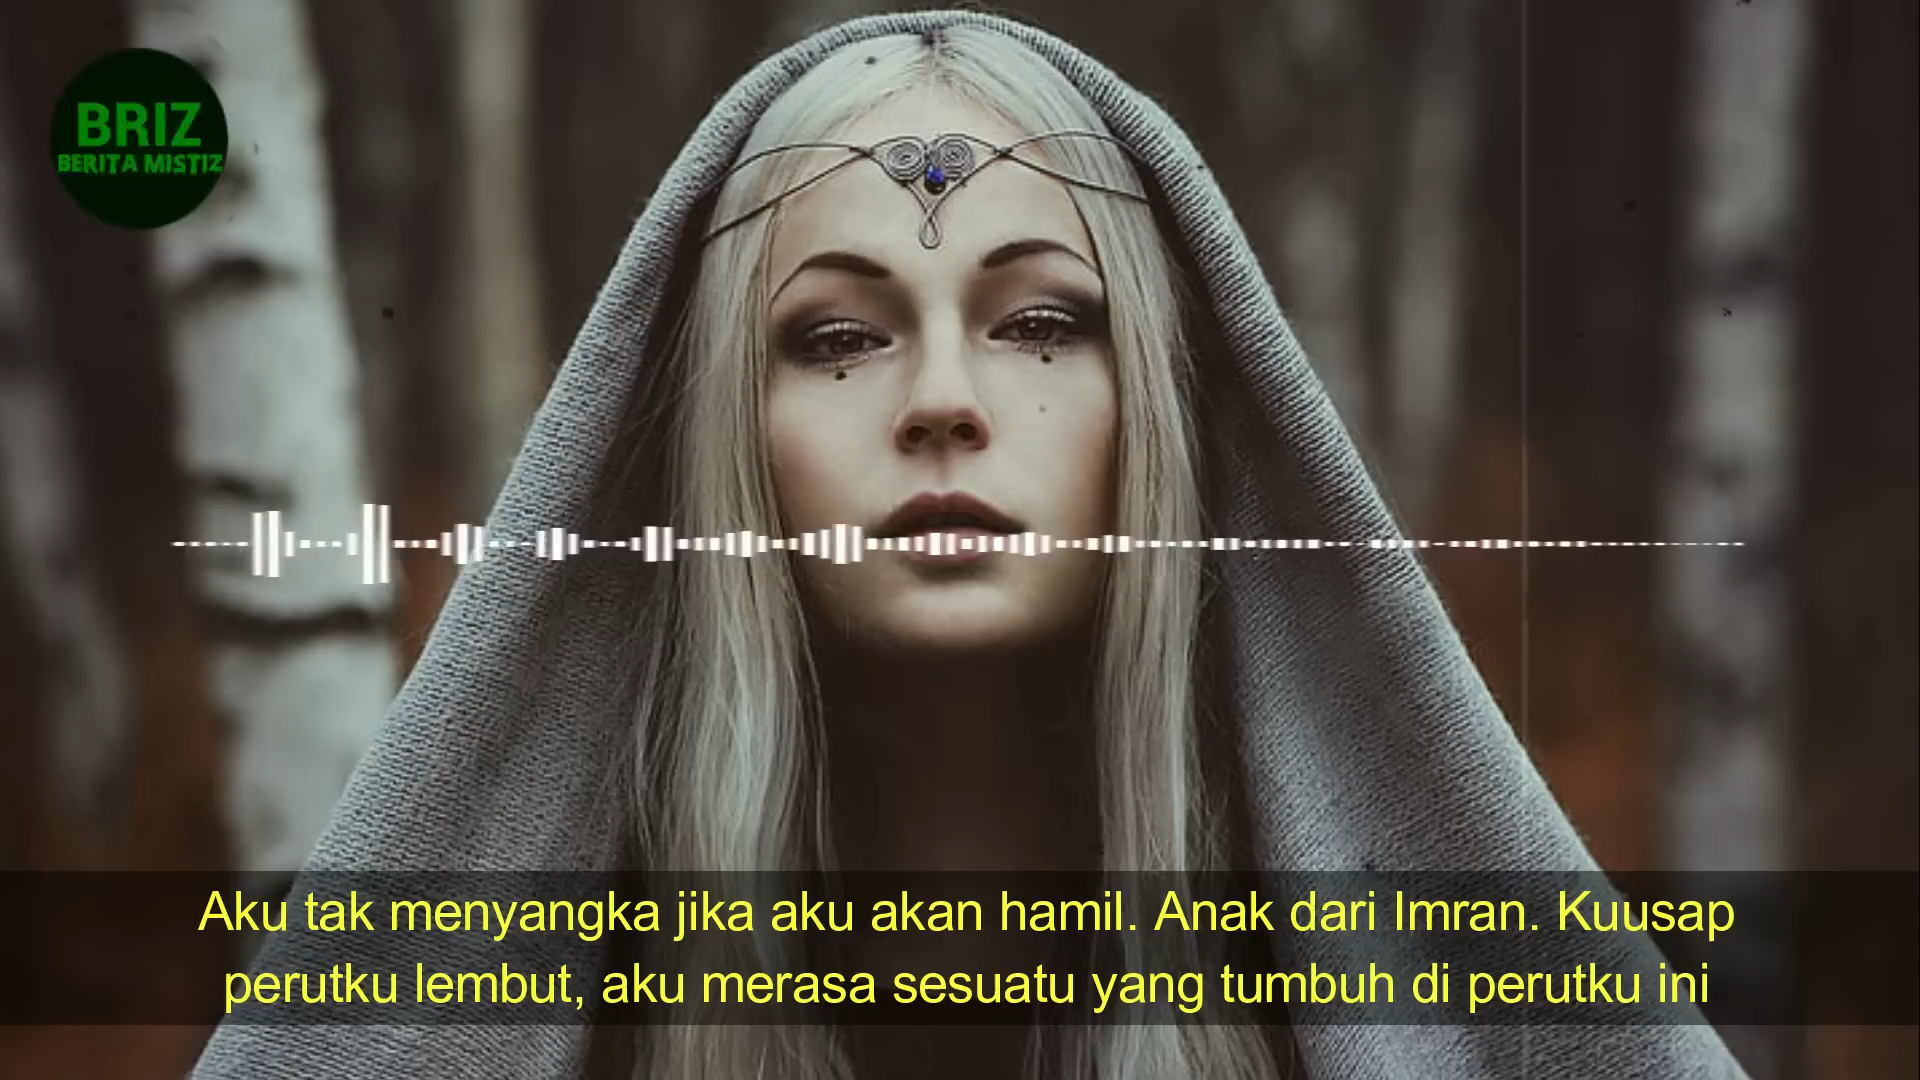 BRIZ
BERITA MISTIZ
Aku tak menyangka jika aku akan hamil. Anak dari Imran. Kuusap
perutku lembut, aku merasa sesuatu yang tumbuh di perutku ini